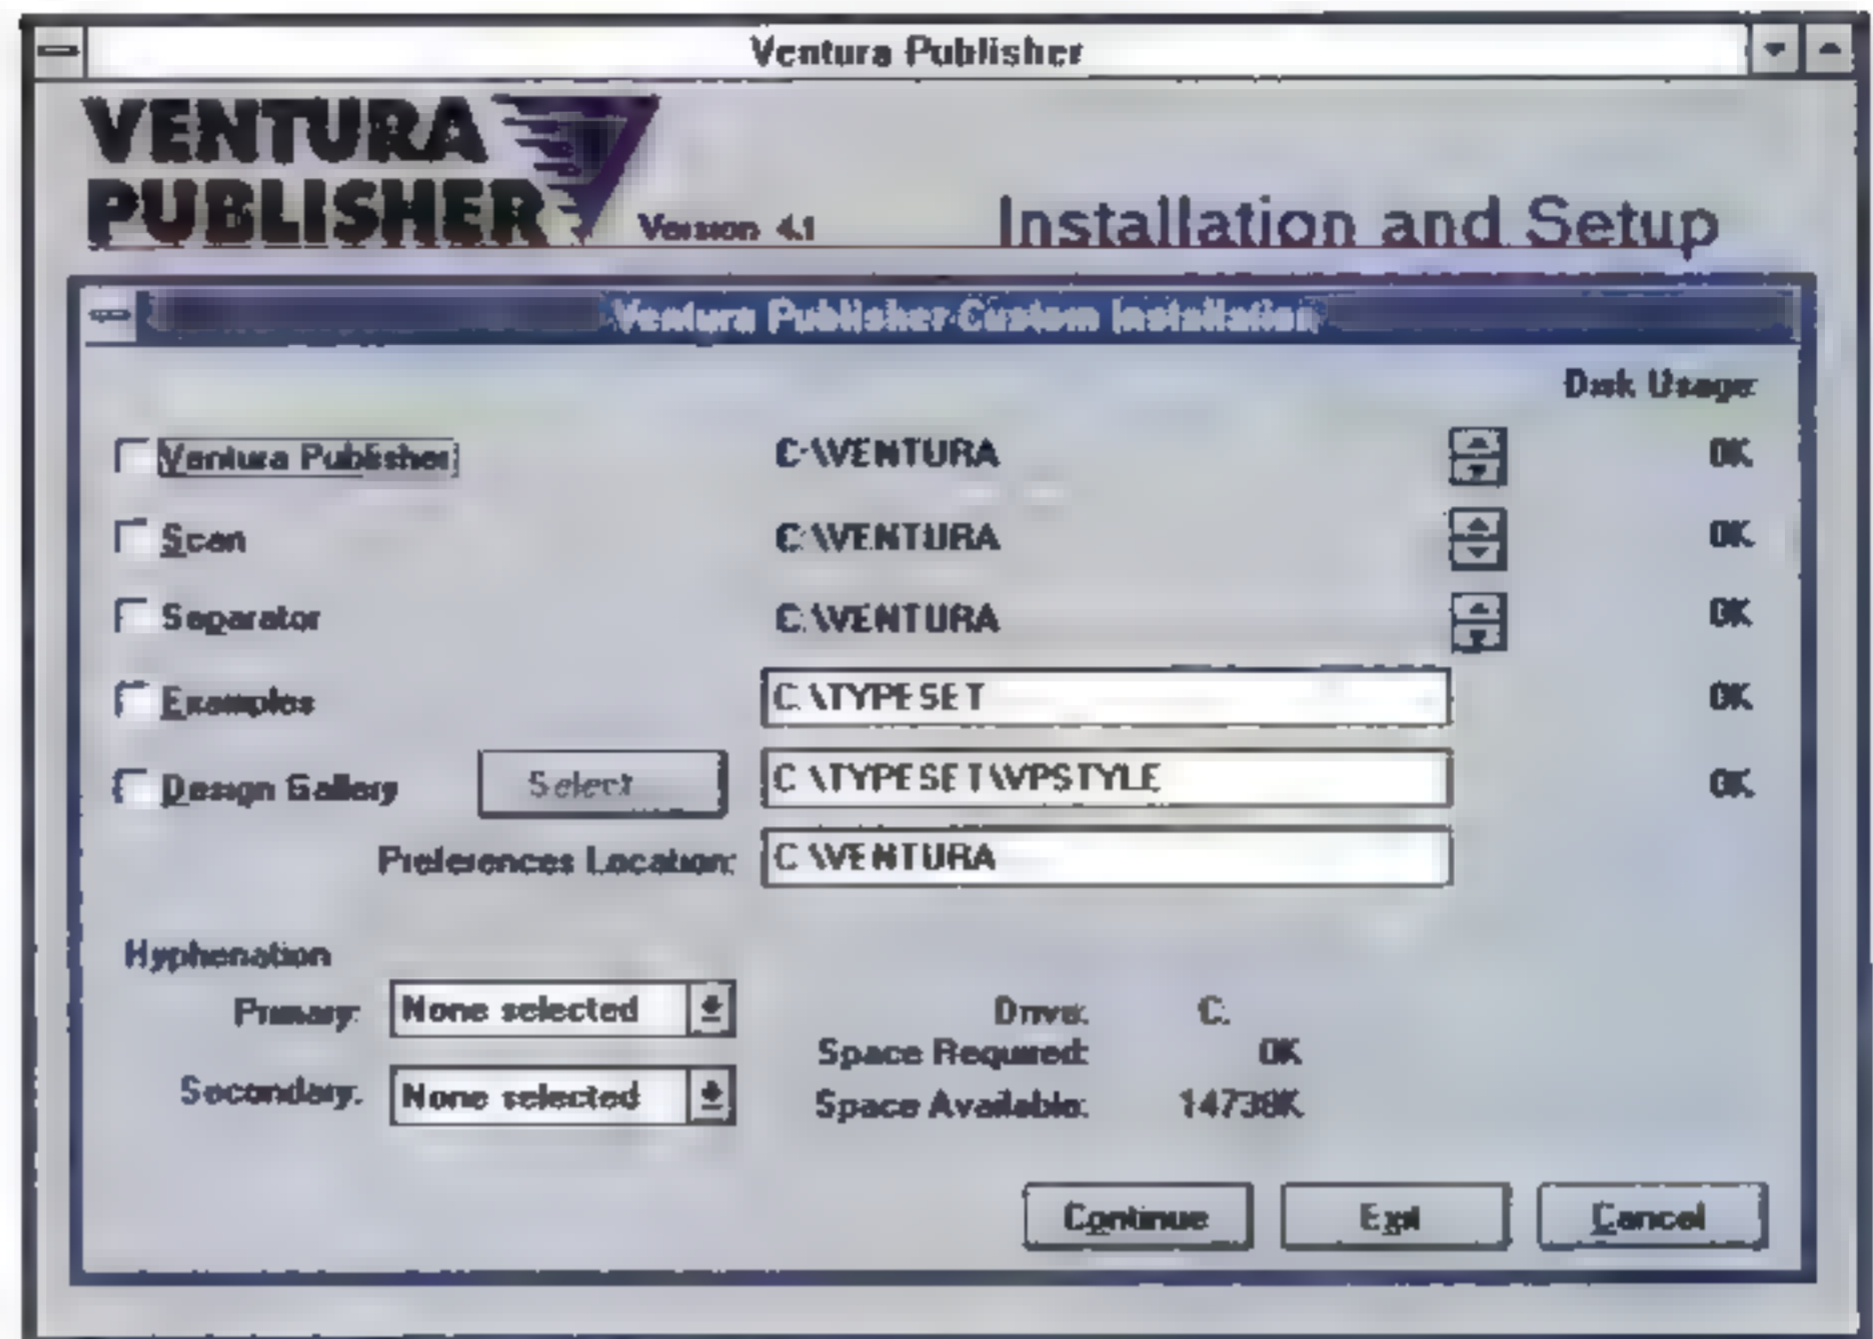 Ventura Publisher
VENTURA
PUBLISHER
Version 4.1
Installation and Setup
Ventura Publisher Custom Installation
Disk Usage:
Ventura Publisher C:\VENTURA 0K
Scan C:\VENTURA 0K
Separator C:\VENTURA 0K
Examples C:\TYPESET 0K
Design Gallery Select... C:\TYPESET\VPSTYLE 0K
Preferences Location: C:\VENTURA
Hyphenation
Primary: None selected Drive: C:
Space Required: 0K
Secondary: None selected Space Available: 14738K
Continue Exit Cancel